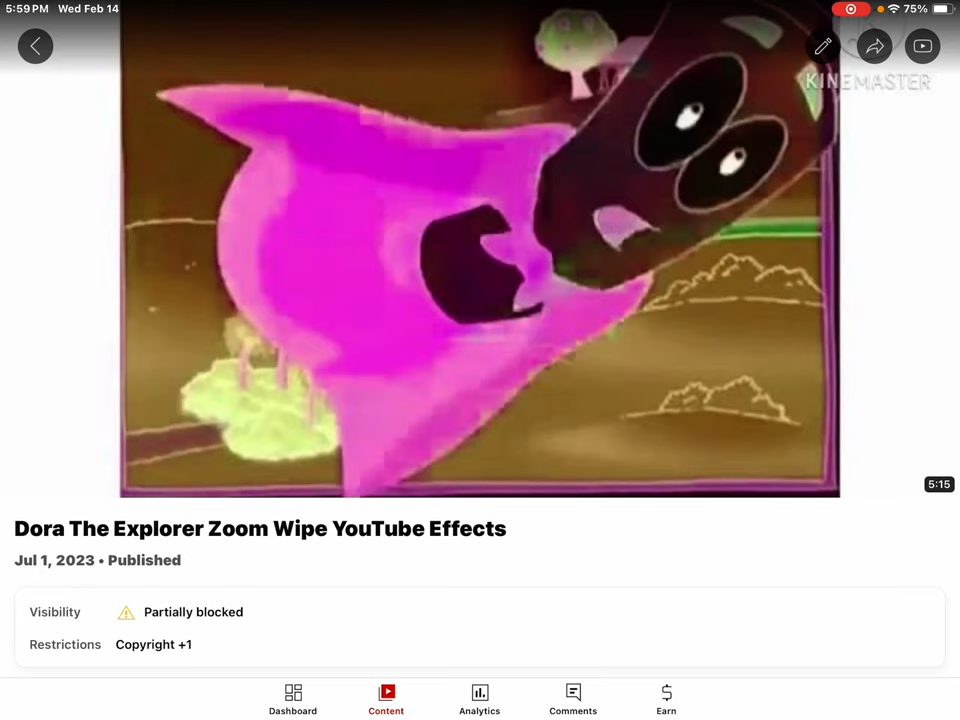 5:59 PM Wed Feb 14
75%
KINEMASTER
5:15
Dora The Explorer Zoom Wipe YouTube Effects
Jul 1, 2023 • Published
Visibility Partially blocked
Restrictions Copyright +1
Dashboard Content Analytics Comments Earn